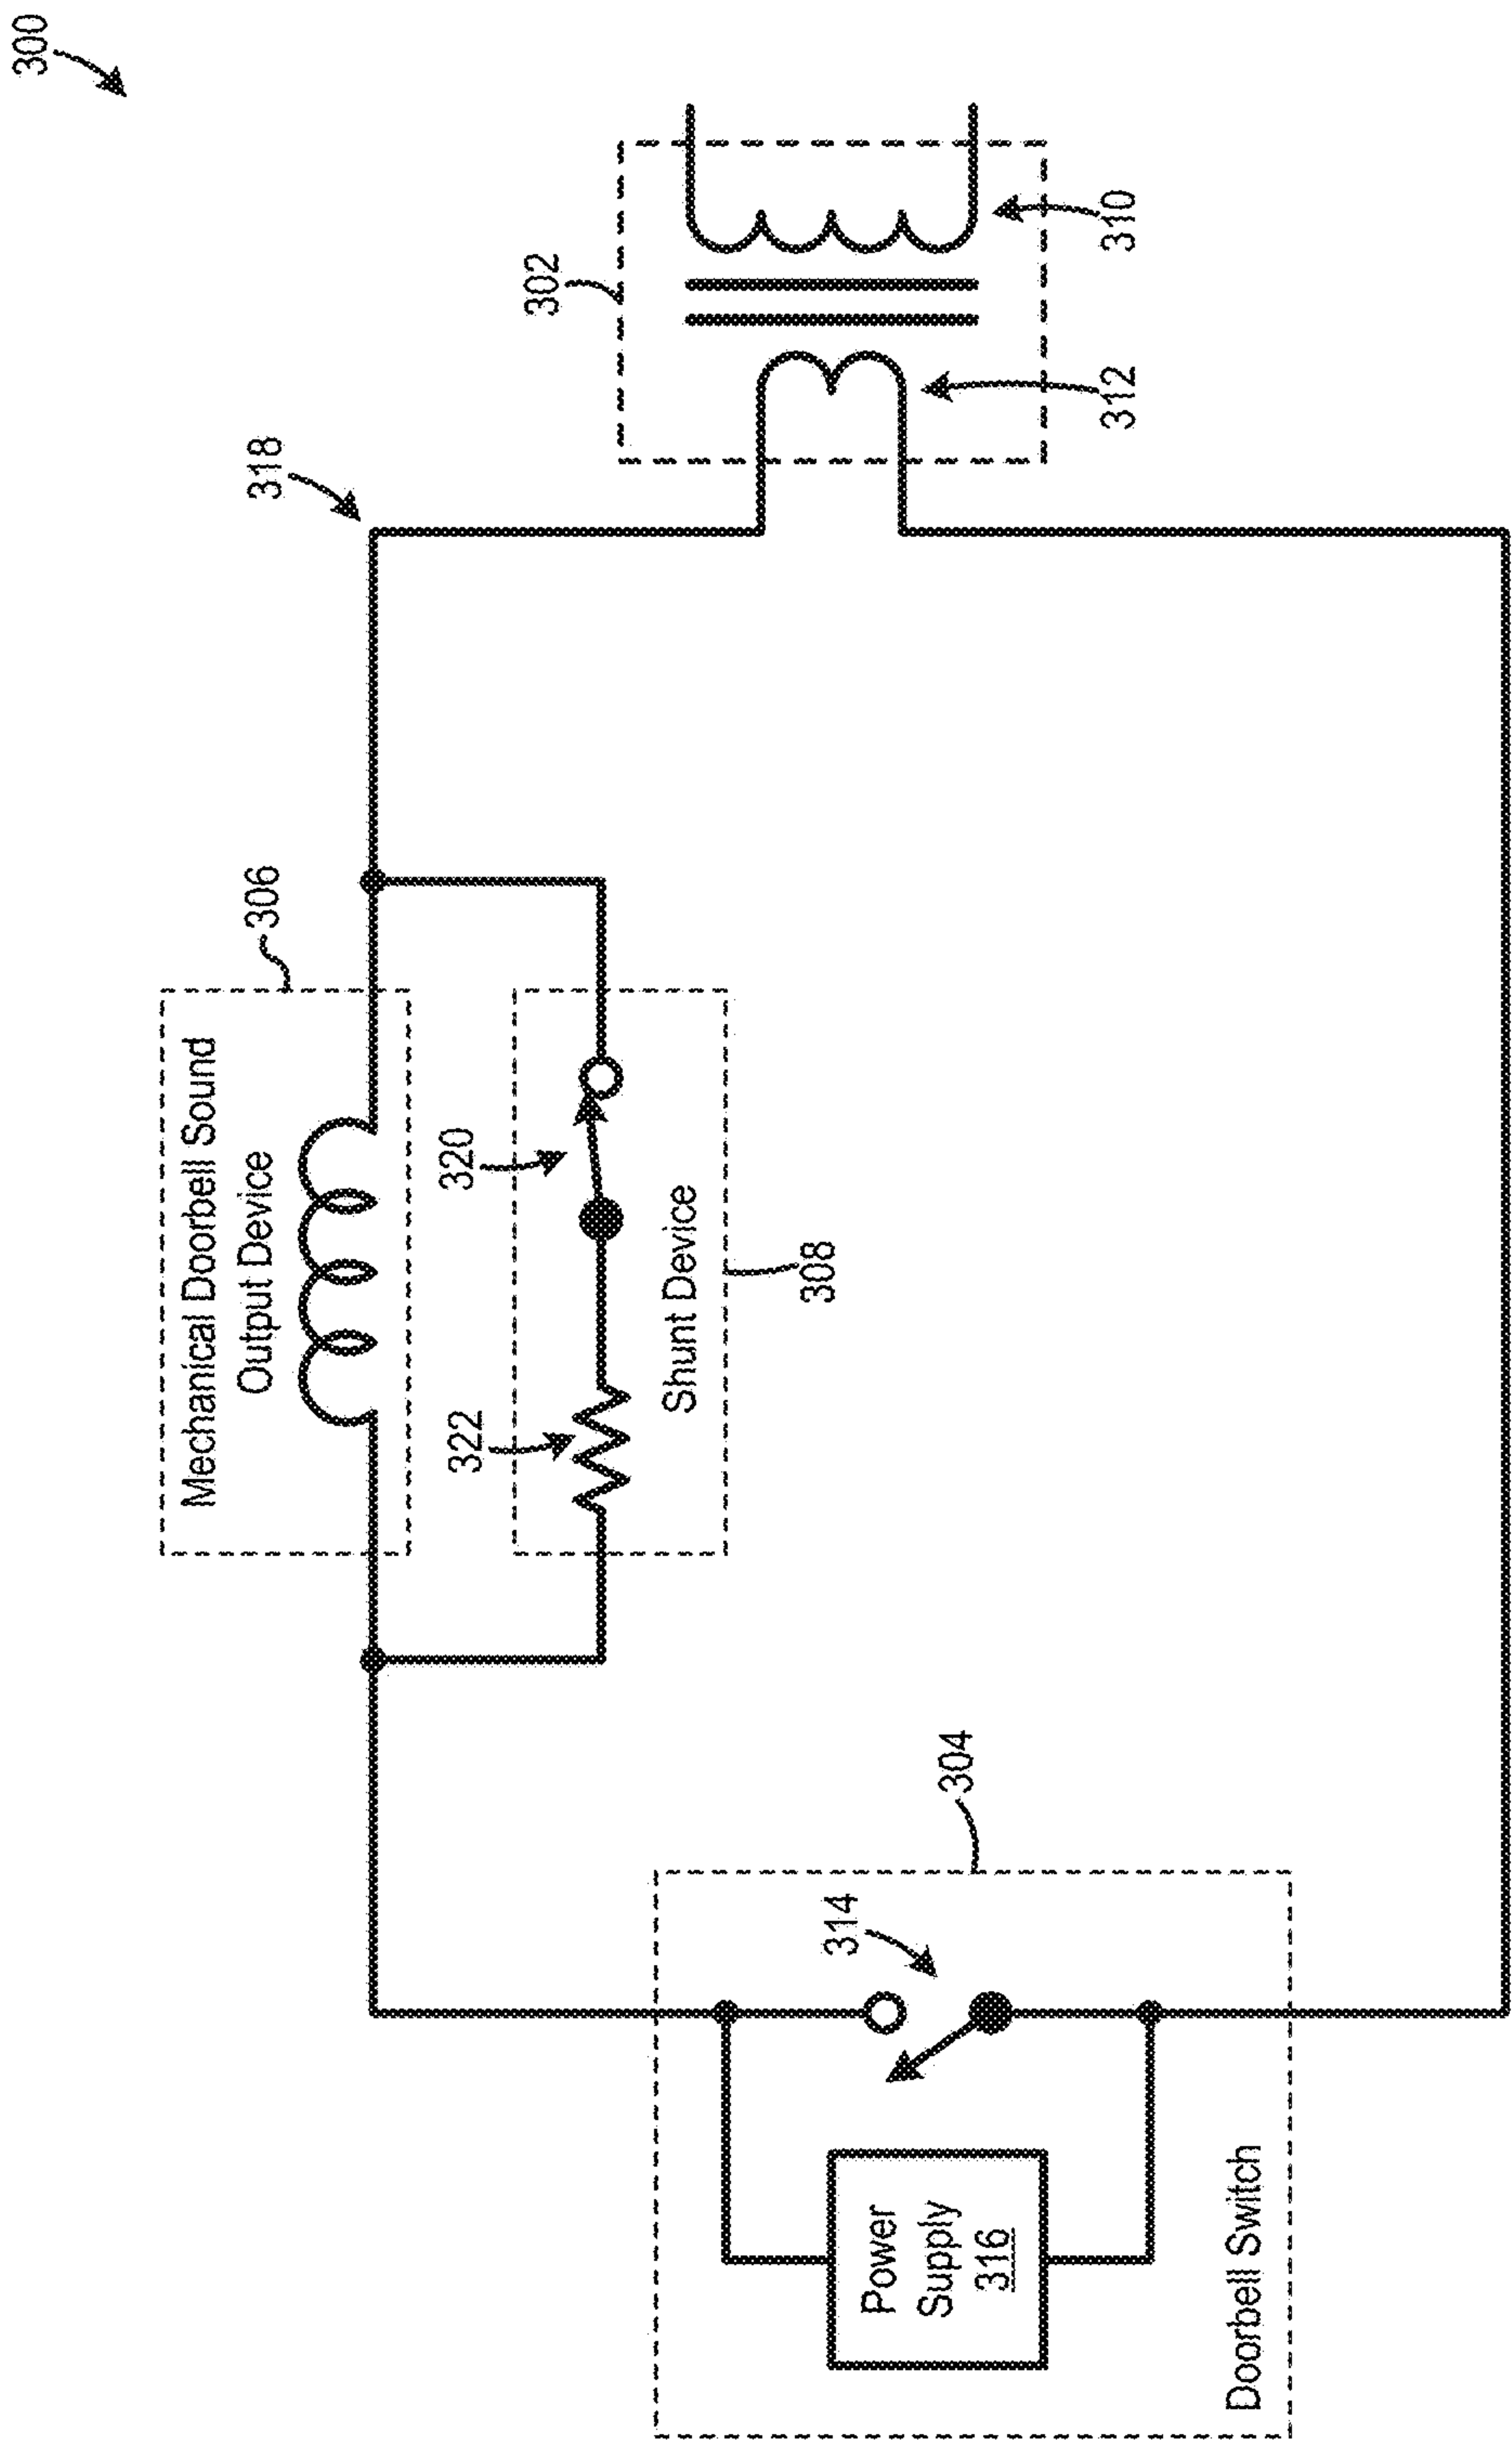 300
318
302
310
312
306
Mechanical Doorbell Sound
Output Device
320
322
Shunt Device
308
304
314
Power
Supply
316
Doorbell Switch